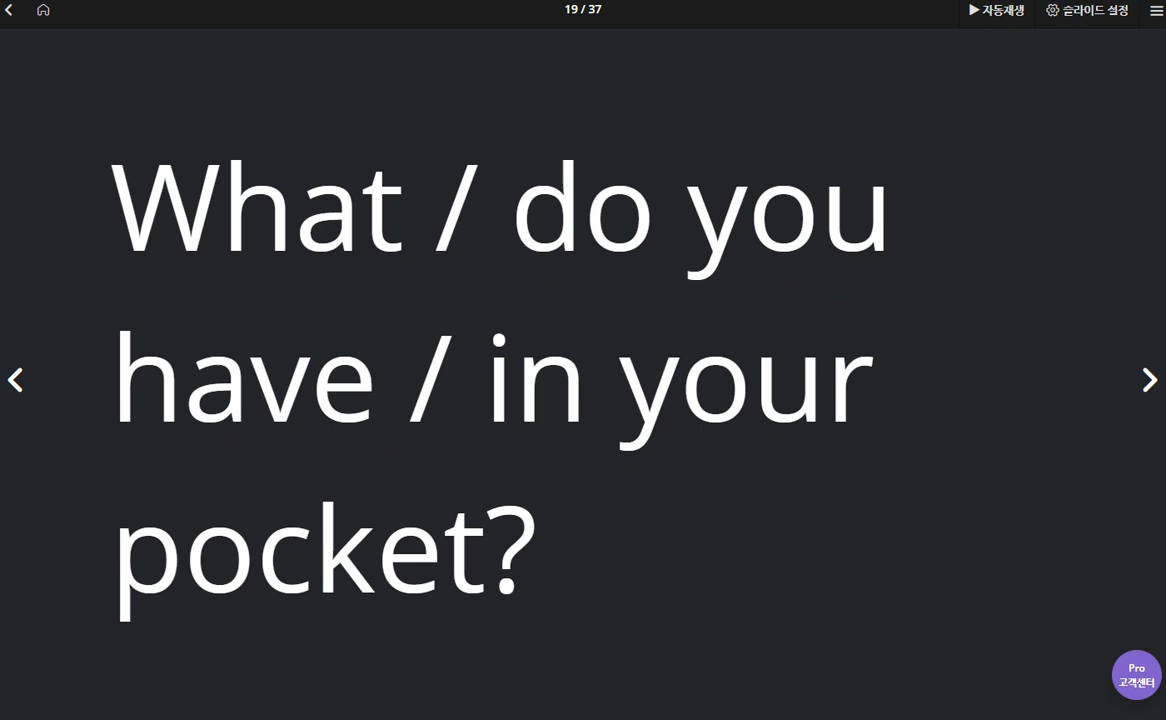 19 / 37
▶ 자동재생
슬라이드 설정
What / do you
have / in your
pocket?
Pro
고객센터